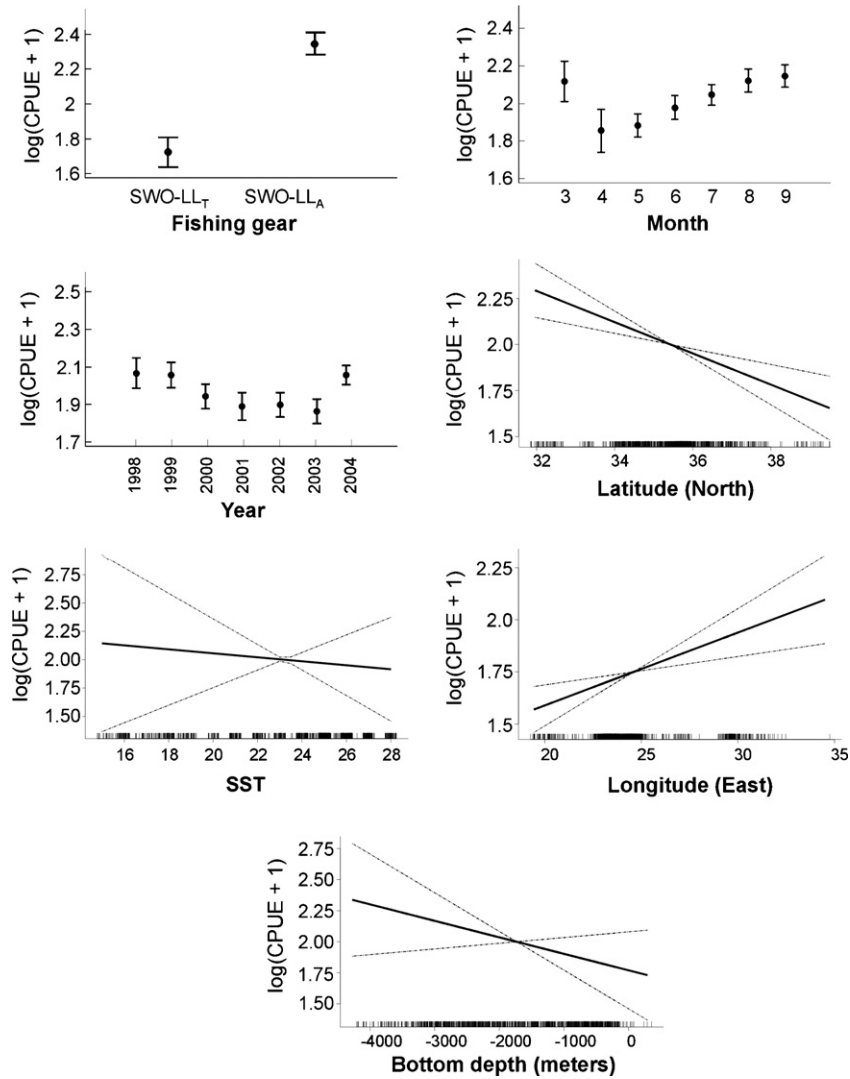 log(CPUE + 1)
2.4
2.2
2
1.8
1.6
SWO-LL_T SWO-LL_A
Fishing gear
log(CPUE + 1)
2.4
2.2
2
1.8
1.6
3 4 5 6 7 8 9
Month
log(CPUE + 1)
2.5
2.3
2.1
1.9
1.7
1998 1999 2000 2001 2002 2003 2004
Year
log(CPUE + 1)
2.25
2.0
1.75
1.5
32 34 36 38
Latitude (North)
log(CPUE + 1)
2.75
2.50
2.25
2.00
1.75
1.50
16 18 20 22 24 26 28
SST
log(CPUE + 1)
2.25
2.0
1.75
1.5
20 25 30 35
Longitude (East)
log(CPUE + 1)
2.75
2.50
2.25
2.00
1.75
1.50
-4000 -3000 -2000 -1000 0
Bottom depth (meters)